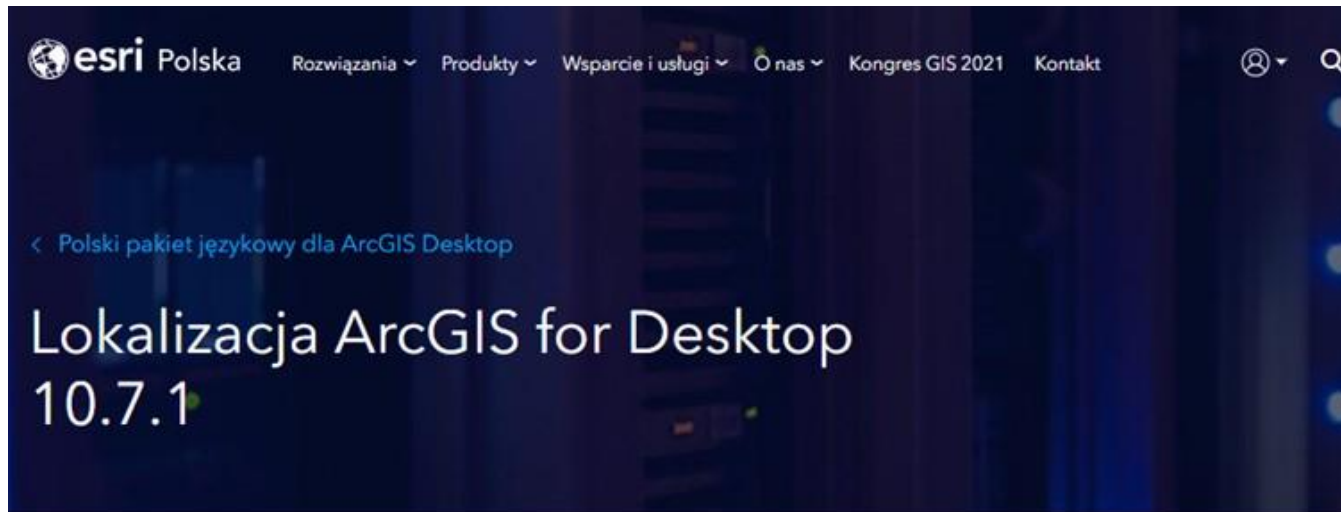 esri Polska Rozwiązania Produkty Wsparcie i usługi O nas Kongres GIS 2021 Kontakt
< Polski pakiet językowy dla ArcGIS Desktop
Lokalizacja ArcGIS for Desktop
10.7.1